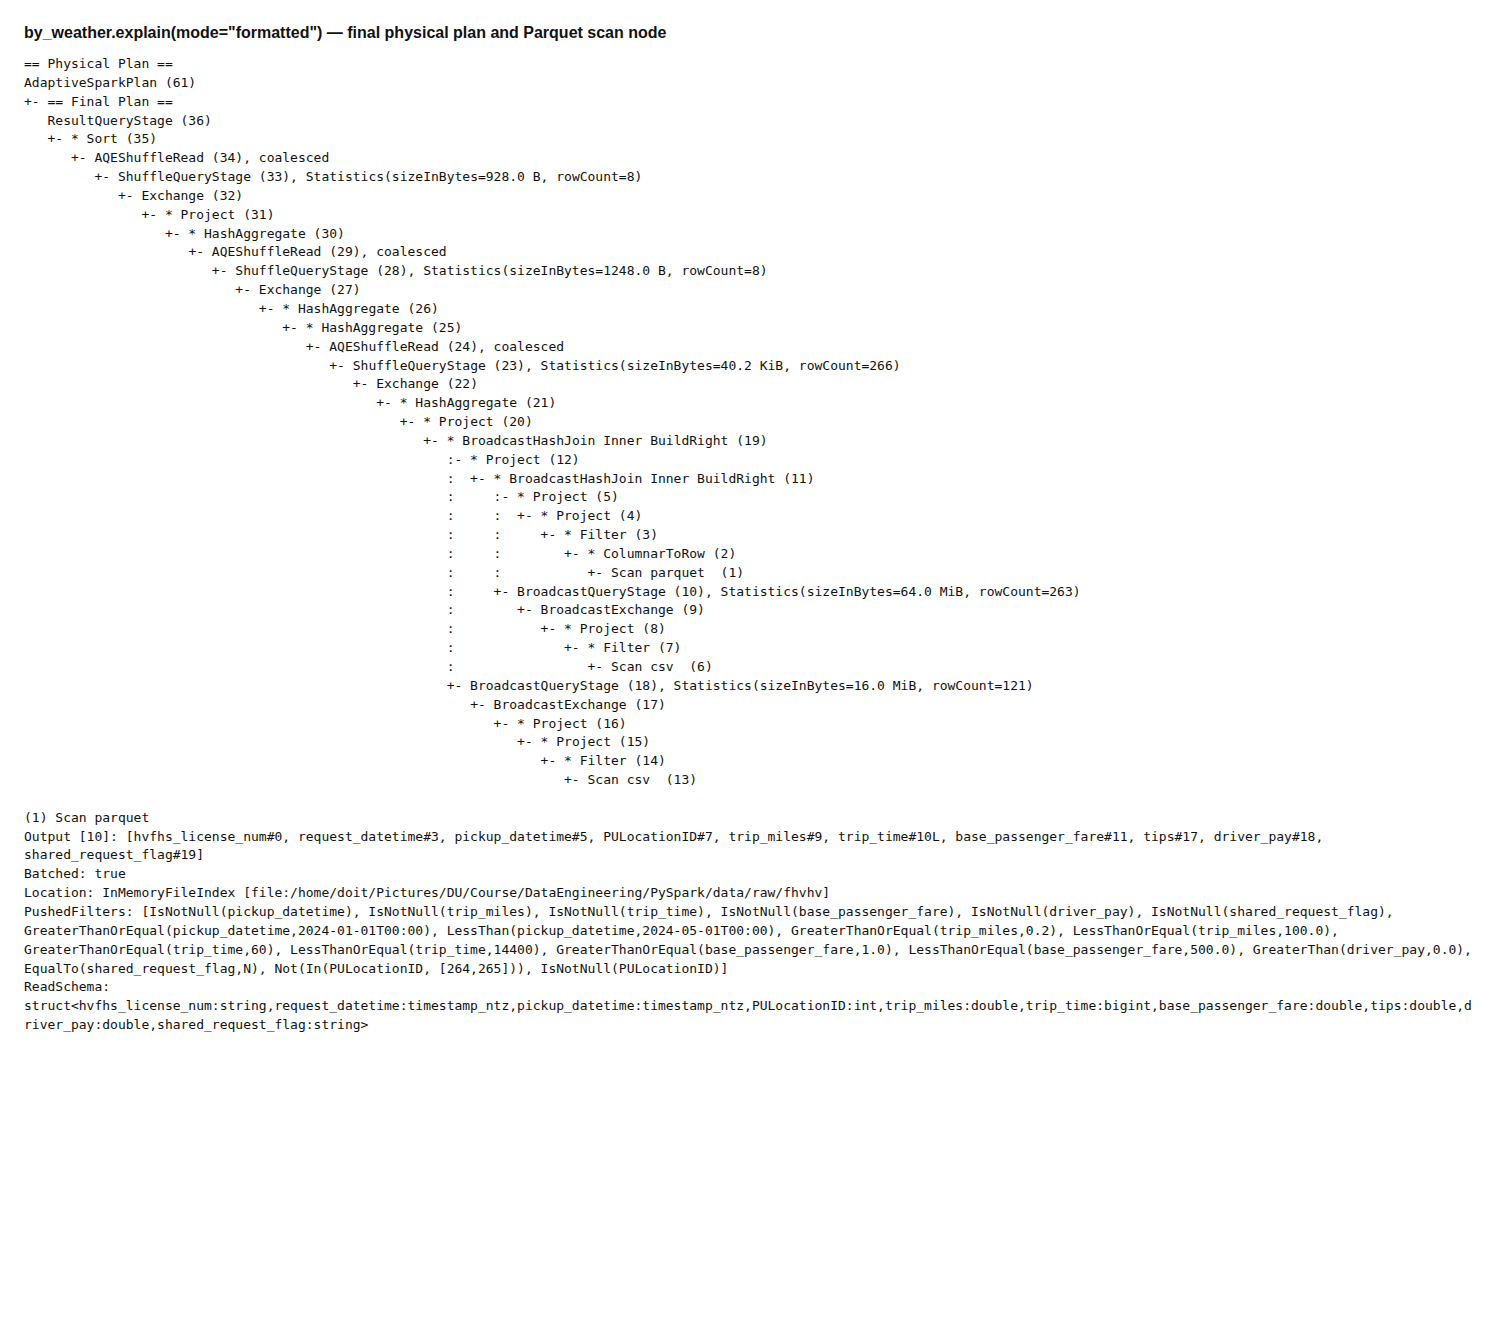 by_weather.explain(mode="formatted") — final physical plan and Parquet scan node
== Physical Plan ==
AdaptiveSparkPlan (61)
+- == Final Plan ==
   ResultQueryStage (36)
   +- * Sort (35)
      +- AQEShuffleRead (34), coalesced
         +- ShuffleQueryStage (33), Statistics(sizeInBytes=928.0 B, rowCount=8)
            +- Exchange (32)
               +- * Project (31)
                  +- * HashAggregate (30)
                     +- AQEShuffleRead (29), coalesced
                        +- ShuffleQueryStage (28), Statistics(sizeInBytes=1248.0 B, rowCount=8)
                           +- Exchange (27)
                              +- * HashAggregate (26)
                                 +- * HashAggregate (25)
                                    +- AQEShuffleRead (24), coalesced
                                       +- ShuffleQueryStage (23), Statistics(sizeInBytes=40.2 KiB, rowCount=266)
                                          +- Exchange (22)
                                             +- * HashAggregate (21)
                                                +- * Project (20)
                                                   +- * BroadcastHashJoin Inner BuildRight (19)
                                                      :- * Project (12)
                                                      :  +- * BroadcastHashJoin Inner BuildRight (11)
                                                      :     :- * Project (5)
                                                      :     :  +- * Project (4)
                                                      :     :     +- * Filter (3)
                                                      :     :        +- * ColumnarToRow (2)
                                                      :     :           +- Scan parquet  (1)
                                                      :     +- BroadcastQueryStage (10), Statistics(sizeInBytes=64.0 MiB, rowCount=263)
                                                      :        +- BroadcastExchange (9)
                                                      :           +- * Project (8)
                                                      :              +- * Filter (7)
                                                      :                 +- Scan csv  (6)
                                                      +- BroadcastQueryStage (18), Statistics(sizeInBytes=16.0 MiB, rowCount=121)
                                                         +- BroadcastExchange (17)
                                                            +- * Project (16)
                                                               +- * Project (15)
                                                                  +- * Filter (14)
                                                                     +- Scan csv  (13)

(1) Scan parquet
Output [10]: [hvfhs_license_num#0, request_datetime#3, pickup_datetime#5, PULocationID#7, trip_miles#9, trip_time#10L, base_passenger_fare#11, tips#17, driver_pay#18,
shared_request_flag#19]
Batched: true
Location: InMemoryFileIndex [file:/home/doit/Pictures/DU/Course/DataEngineering/PySpark/data/raw/fhvhv]
PushedFilters: [IsNotNull(pickup_datetime), IsNotNull(trip_miles), IsNotNull(trip_time), IsNotNull(base_passenger_fare), IsNotNull(driver_pay), IsNotNull(shared_request_flag),
GreaterThanOrEqual(pickup_datetime,2024-01-01T00:00), LessThan(pickup_datetime,2024-05-01T00:00), GreaterThanOrEqual(trip_miles,0.2), LessThanOrEqual(trip_miles,100.0),
GreaterThanOrEqual(trip_time,60), LessThanOrEqual(trip_time,14400), GreaterThanOrEqual(base_passenger_fare,1.0), LessThanOrEqual(base_passenger_fare,500.0), GreaterThan(driver_pay,0.0),
EqualTo(shared_request_flag,N), Not(In(PULocationID, [264,265])), IsNotNull(PULocationID)]
ReadSchema:
struct<hvfhs_license_num:string,request_datetime:timestamp_ntz,pickup_datetime:timestamp_ntz,PULocationID:int,trip_miles:double,trip_time:bigint,base_passenger_fare:double,tips:double,d
river_pay:double,shared_request_flag:string>